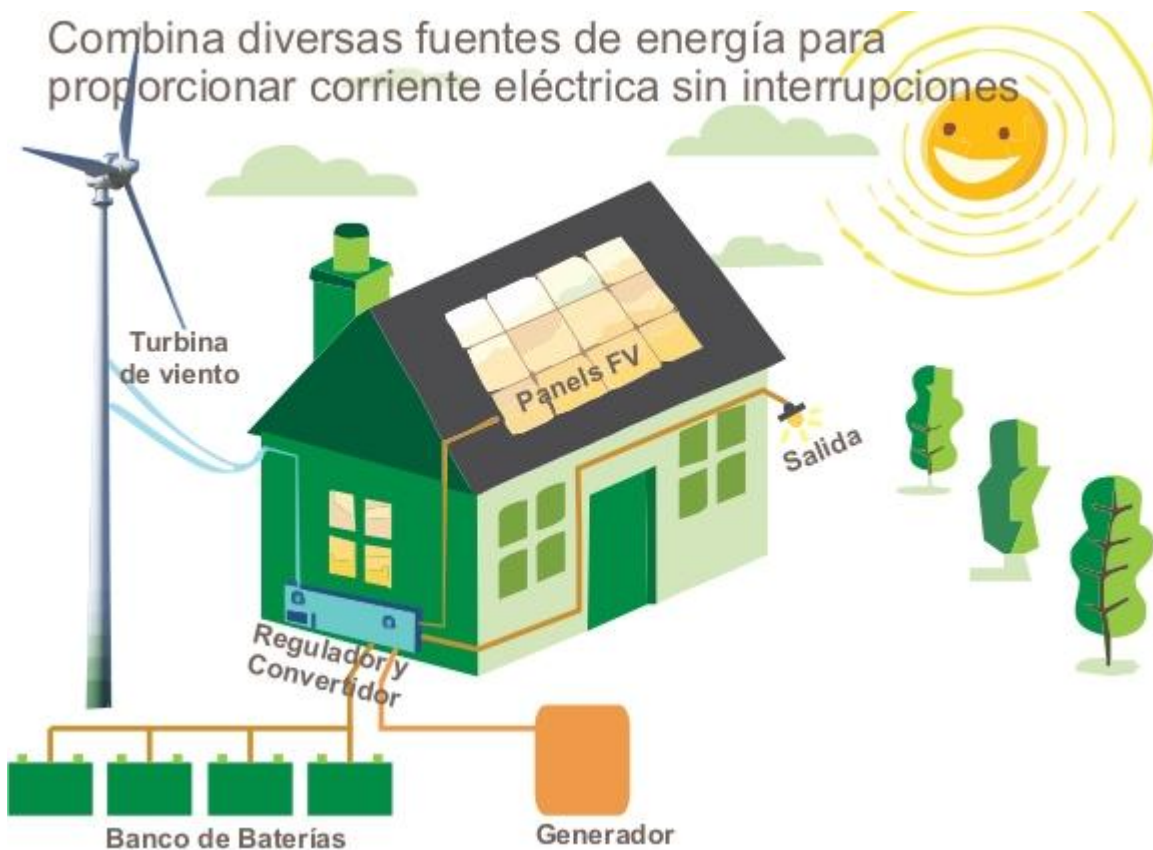 Combina diversas fuentes de energía para
proporcionar corriente eléctrica sin interrupciones
Turbina
de viento
Panels FV
Salida
Regulador y
Convertidor
Banco de Baterías
Generador